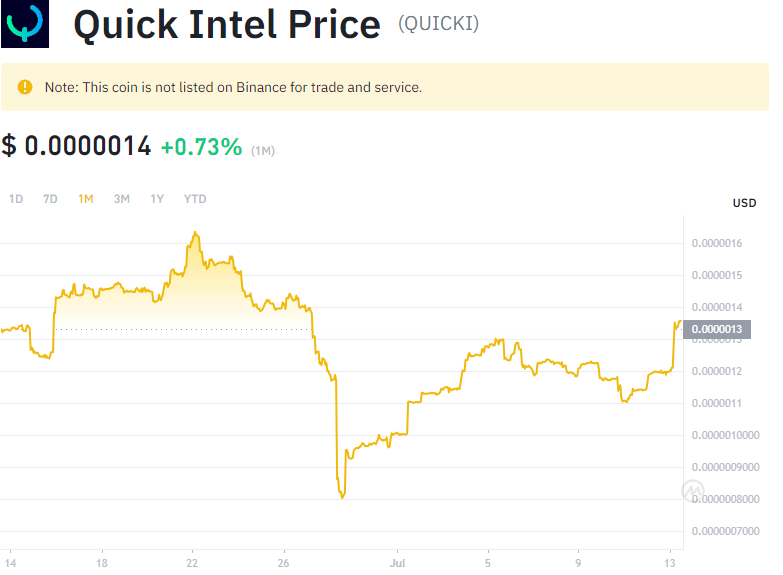 Quick Intel Price (QUICKI)
Note: This coin is not listed on Binance for trade and service.
$ 0.0000014 +0.73% (1M)
1D 7D 1M 3M 1Y YTD
USD
0.0000016
0.0000015
0.0000014
0.0000013
0.0000013
0.0000012
0.0000011
0.0000010000
0.0000009000
0.0000008000
0.0000007000
14 18 22 26 Jul 5 9 13